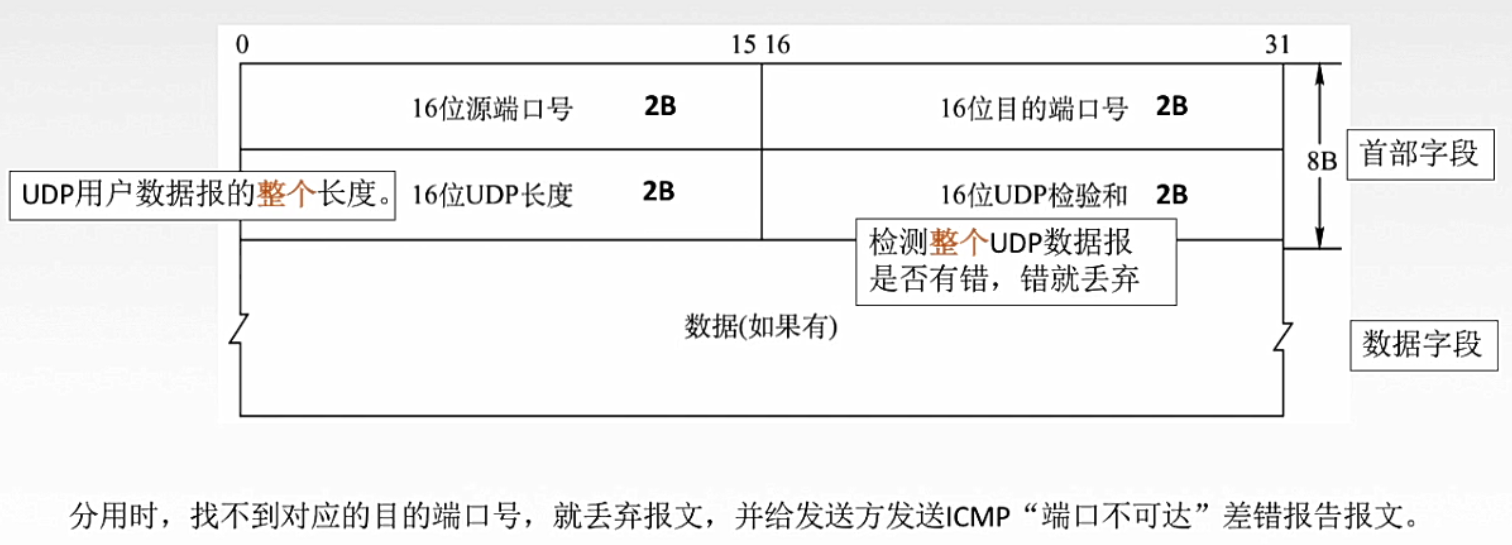 0 15 16 31
16位源端口号 2B 16位目的端口号 2B
8B 首部字段
UDP用户数据报的整个长度。 16位UDP长度 2B 16位UDP检验和 2B
检测整个UDP数据报
是否有错，错就丢弃
数据(如果有)
数据字段
分用时，找不到对应的目的端口号，就丢弃报文，并给发送方发送ICMP“端口不可达”差错报告报文。